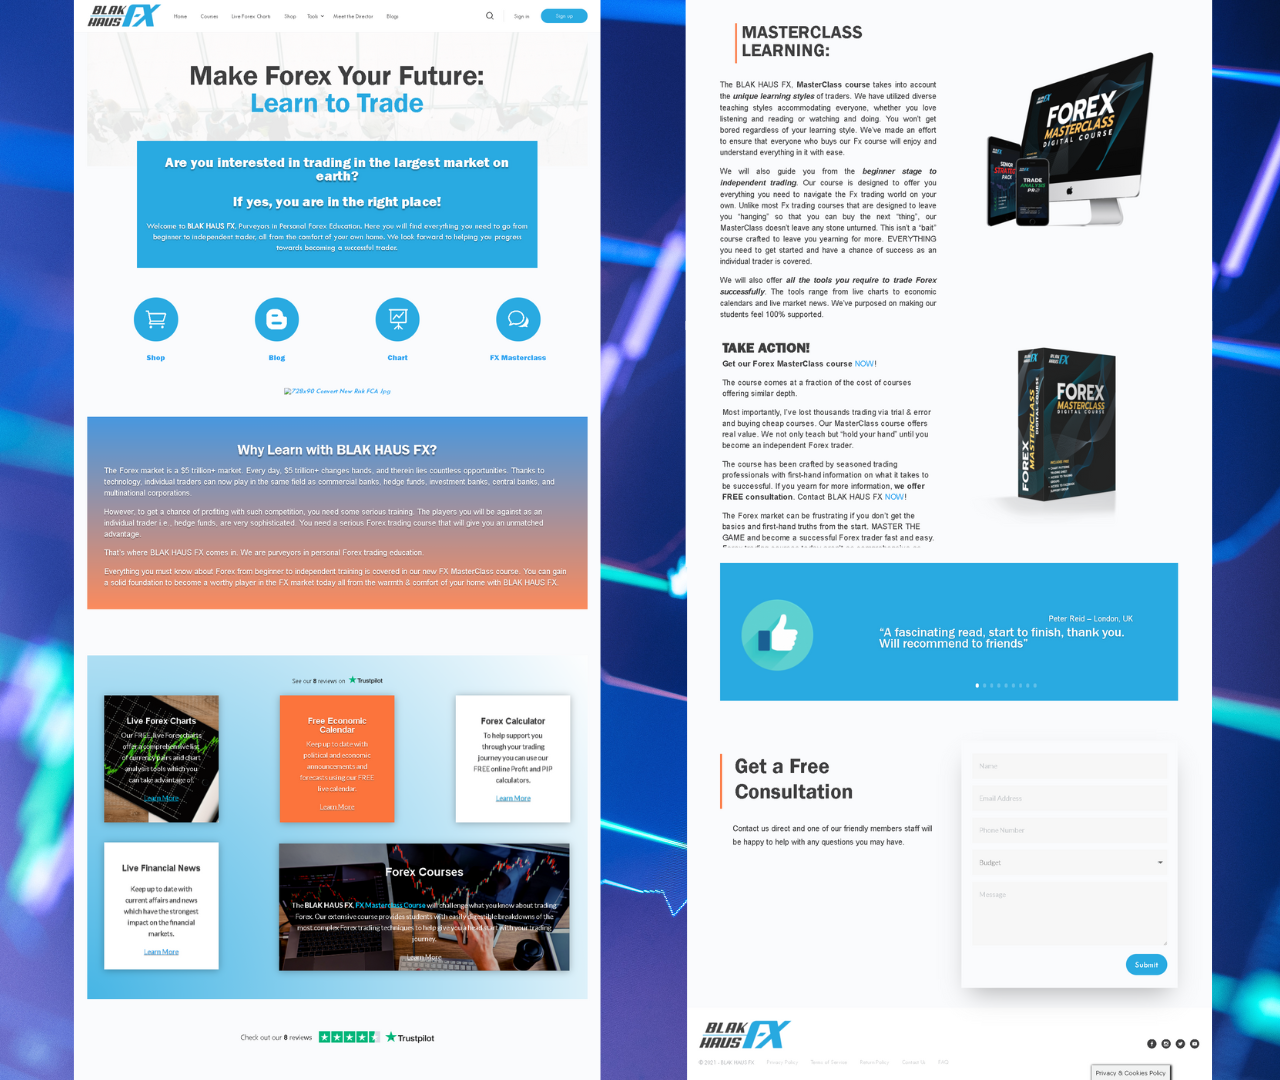 BLAK
HAUS FX
Home Courses Live Forex Charts Shop Tools Meet the Director Blogs Sign in Sign up
Make Forex Your Future:
Learn to Trade
Are you interested in trading in the largest market on
earth?
If yes, you are in the right place!
Welcome to BLAK HAUS FX, Purveyors in Personal Forex Education. Here you will find everything you need to go from
beginner to independent trader, all from the comfort of your own home. We look forward to helping you progress
towards becoming a successful trader.
Shop Blog Chart FX Masterclass
728x90 Convert New Rab FCA Jpg
Why Learn with BLAK HAUS FX?
The Forex market is a $5 trillion+ market. Every day, $5 trillion+ changes hands, and therein lies countless opportunities. Thanks to
technology, individual traders can now play in the same field as commercial banks, hedge funds, investment banks, central banks, and
multinational corporations.
However, to get a chance of profiting with such competition, you need some serious training. The players you will be against as an
individual trader i.e., hedge funds, are very sophisticated. You need a serious Forex trading course that will give you an unmatched
advantage.
That's where BLAK HAUS FX comes in. We are purveyors in personal Forex trading education.
Everything you must know about Forex from beginner to independent training is covered in our new FX MasterClass course. You can gain
a solid foundation to become a worthy player in the FX market today all from the warmth & comfort of your home with BLAK HAUS FX.
See our 8 reviews on Trustpilot
Live Forex Charts
Our FREE live Forex charts
offer a comprehensive list
of currency pairs and chart
analysis tools which you
can take advantage of.
Learn More
Free Economic
Calendar
Keep up to date with
political and economic
announcements and
forecasts using our FREE
live calendar.
Learn More
Forex Calculator
To help support you
through your trading
journey you can use our
FREE online Profit and PIP
calculators.
Learn More
Live Financial News
Keep up to date with
current affairs and news
which have the strongest
impact on the financial
markets.
Learn More
Forex Courses
The BLAK HAUS FX, FX Masterclass Course will challenge what you know about trading
Forex. Our extensive course provides students with easily digestible breakdowns of the
most complex Forex trading techniques to help give you a head start with your trading
journey.
Learn More
Check out our 8 reviews Trustpilot
MASTERCLASS
LEARNING:
The BLAK HAUS FX, MasterClass course takes into account
the unique learning styles of traders. We have utilized diverse
teaching styles accommodating everyone, whether you love
listening and reading or watching and doing. You won't get
bored regardless of your learning style. We've made an effort
to ensure that everyone who buys our Fx course will enjoy and
understand everything in it with ease.
We will also guide you from the beginner stage to
independent trading. Our course is designed to offer you
everything you need to navigate the Fx trading world on your
own. Unlike most Fx trading courses that are designed to leave
you "hanging" so that you can buy the next "thing", our
MasterClass doesn't leave any stone unturned. This isn't a "bait"
course crafted to leave you yearning for more. EVERYTHING
you need to get started and have a chance of success as an
individual trader is covered.
We will also offer all the tools you require to trade Forex
successfully. The tools range from live charts to economic
calendars and live market news. We've purposed on making our
students feel 100% supported.
BLAK HAUS FX
FOREX
MASTERCLASS
DIGITAL COURSE
SENIOR
STRATEGY
PACK
TRADE
ANALYSE
PRO
TAKE ACTION!
Get our Forex MasterClass course NOW!
The course comes at a fraction of the cost of courses
offering similar depth.
Most importantly, I've lost thousands trading via trial & error
and buying cheap courses. Our MasterClass course offers
real value. We not only teach but "hold your hand" until you
become an independent Forex trader.
The course has been crafted by seasoned trading
professionals with first-hand information on what it takes to
be successful. If you yearn for more information, we offer
FREE consultation. Contact BLAK HAUS FX NOW!
The Forex market can be frustrating if you don't get the
basics and first-hand truths from the start. MASTER THE
GAME and become a successful Forex trader fast and easy.
FOREX
MASTERCLASS
DIGITAL COURSE
FOREX
MASTERCLASS
DIGITAL COURSE
Peter Reid – London, UK
"A fascinating read, start to finish, thank you.
Will recommend to friends"
Get a Free
Consultation
Contact us direct and one of our friendly members staff will
be happy to help with any questions you may have.
Name
Email Address
Phone Number
Budget
Message
Submit
BLAK
HAUS FX
© 2021 - BLAK HAUS FX Privacy Policy Terms of Service Return Policy Contact Us FAQ
Privacy & Cookies Policy